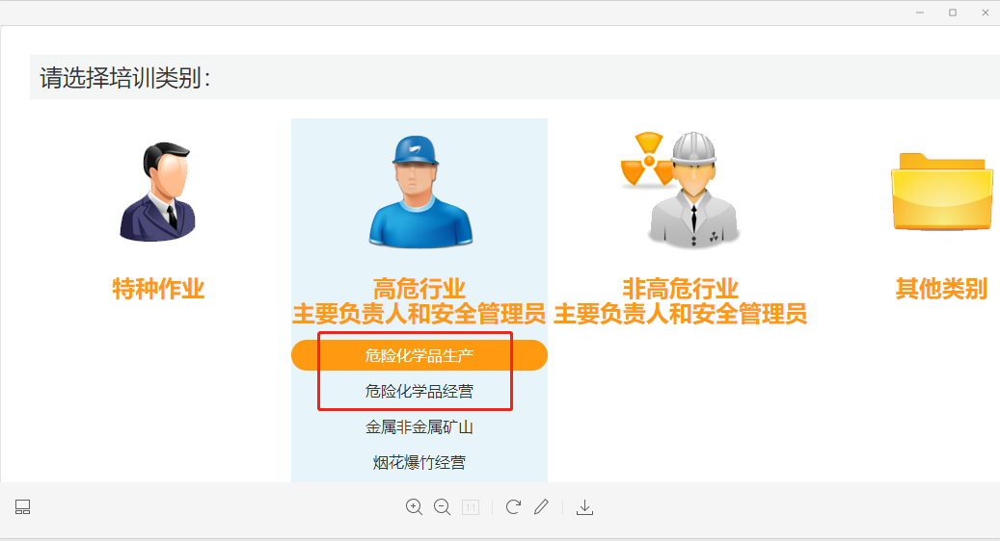 请选择培训类别：
特种作业
高危行业
主要负责人和安全管理员
非高危行业
主要负责人和安全管理员
其他类别
危险化学品生产
危险化学品经营
金属非金属矿山
烟花爆竹经营
1:1